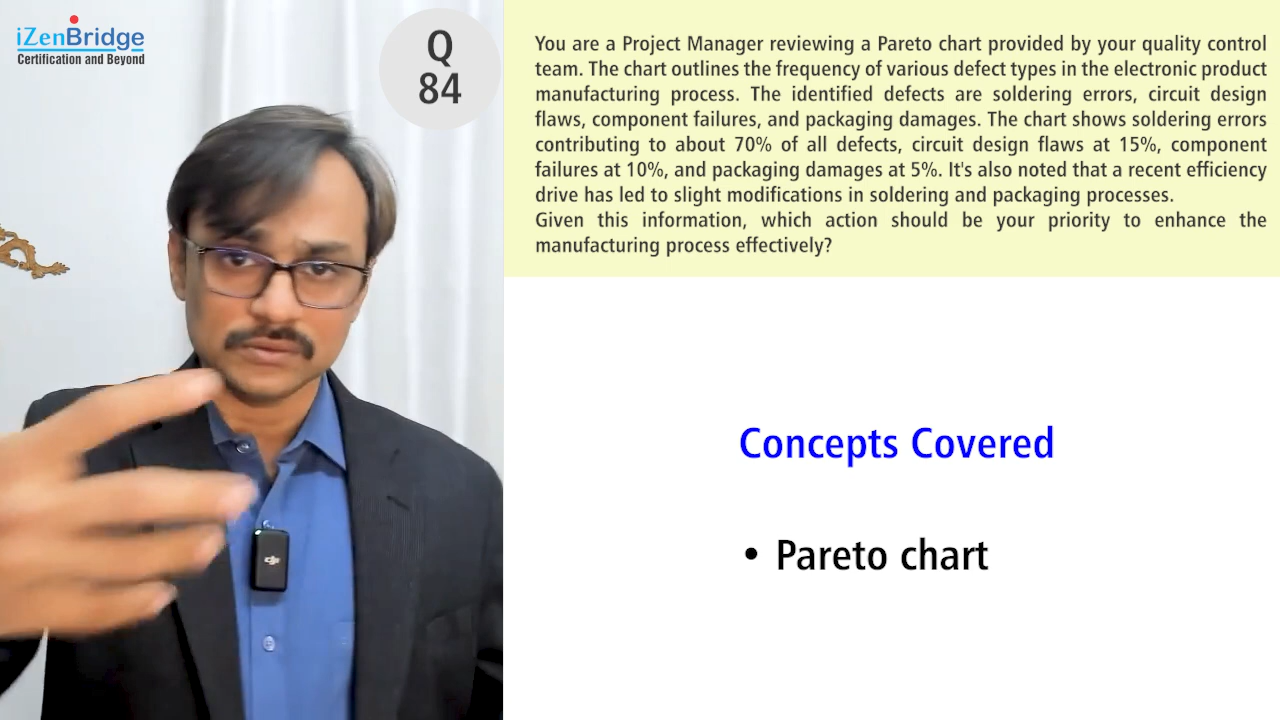 iZenBridge
Certification and Beyond
Q
84
You are a Project Manager reviewing a Pareto chart provided by your quality control
team. The chart outlines the frequency of various defect types in the electronic product
manufacturing process. The identified defects are soldering errors, circuit design
flaws, component failures, and packaging damages. The chart shows soldering errors
contributing to about 70% of all defects, circuit design flaws at 15%, component
failures at 10%, and packaging damages at 5%. It's also noted that a recent efficiency
drive has led to slight modifications in soldering and packaging processes.
Given this information, which action should be your priority to enhance the
manufacturing process effectively?
Concepts Covered
• Pareto chart
dji